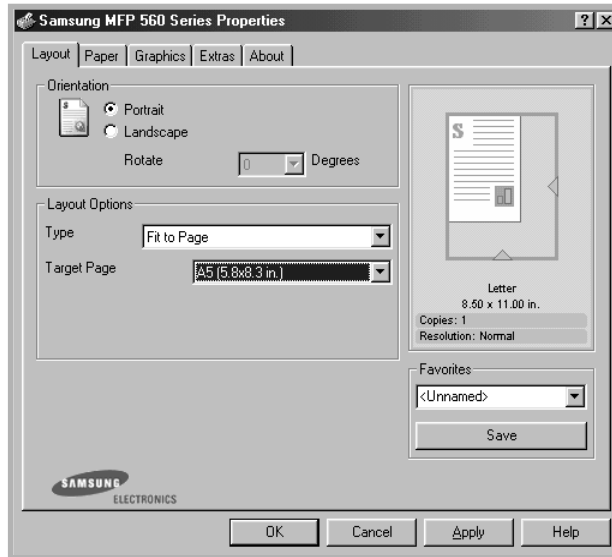 Samsung MFP 560 Series Properties
? X
Layout Paper Graphics Extras About
Orientation
Portrait
Landscape
Rotate 0 Degrees
Layout Options
Type Fit to Page
Target Page A5 (5.8x8.3 in.)
S
Letter
8.50 x 11.00 in.
Copies: 1
Resolution: Normal
Favorites
<Unnamed>
Save
SAMSUNG
ELECTRONICS
OK Cancel Apply Help